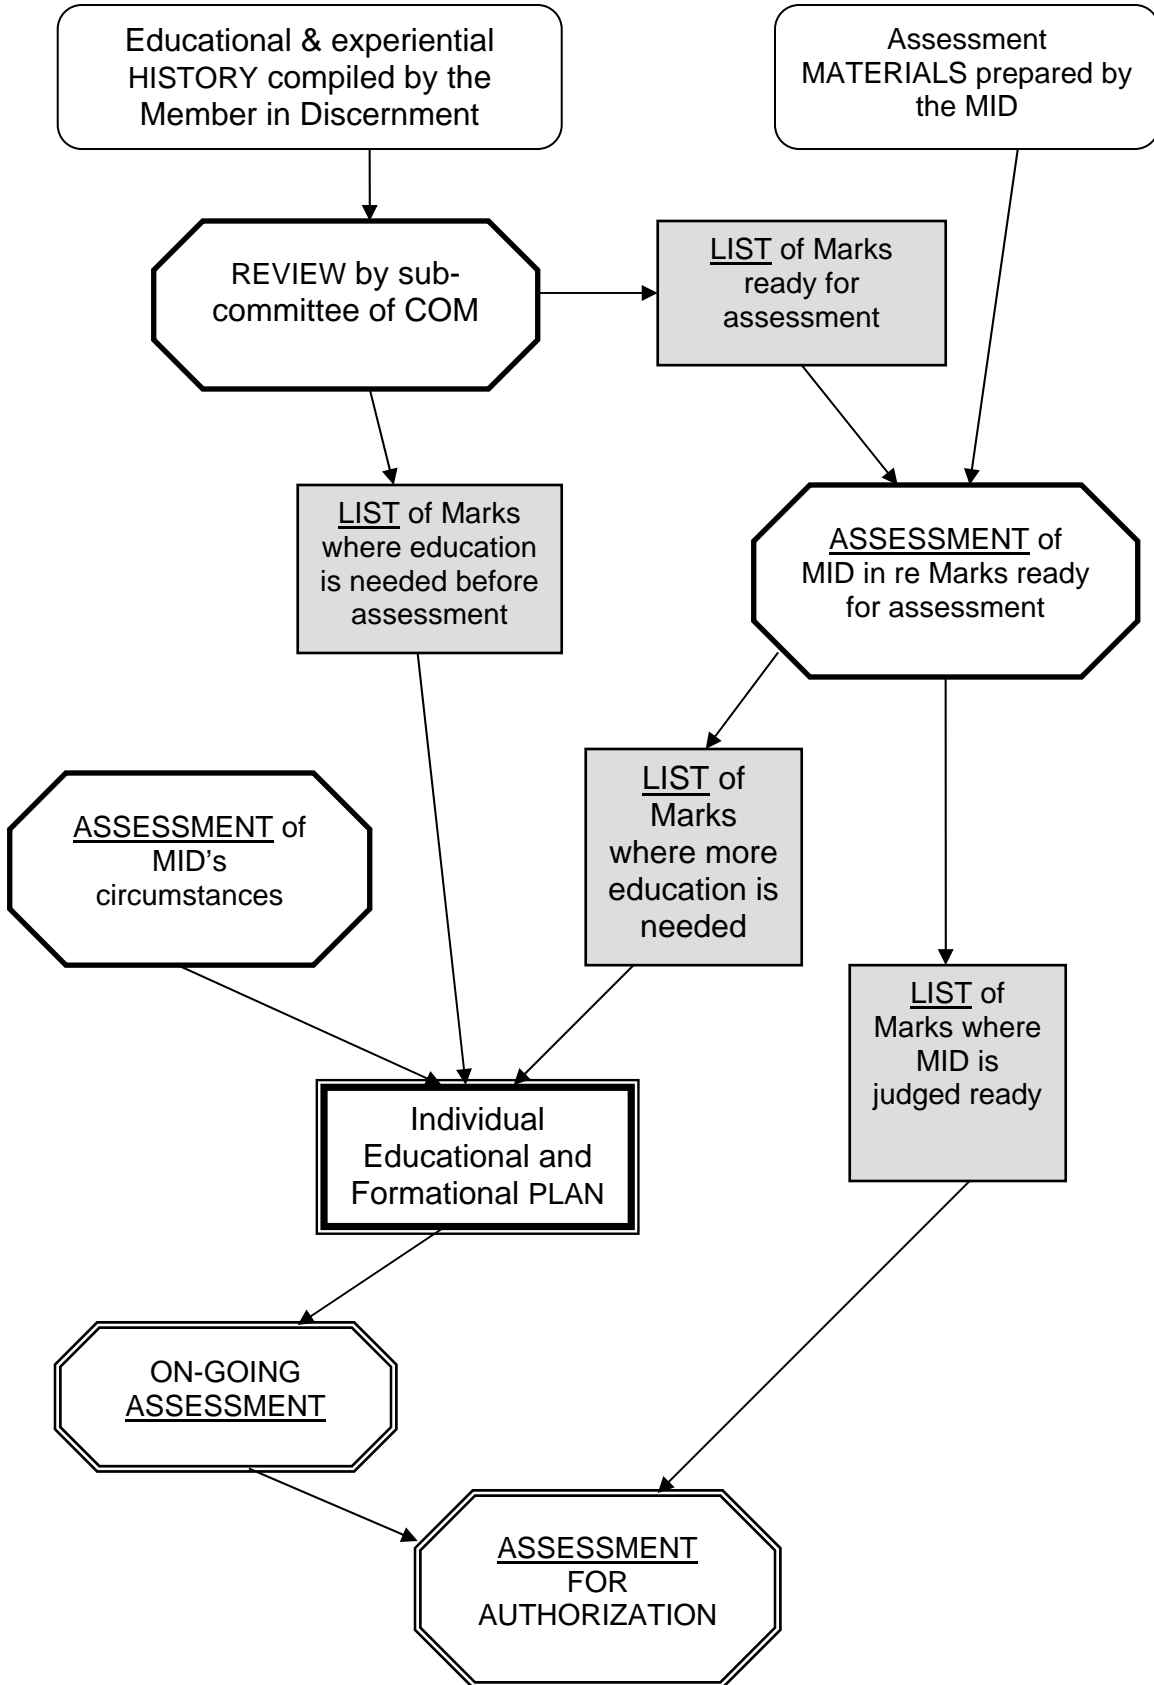 Educational & experiential
HISTORY compiled by the
Member in Discernment
Assessment
MATERIALS prepared by
the MID
REVIEW by sub-
committee of COM
LIST of Marks
ready for
assessment
LIST of Marks
where education
is needed before
assessment
ASSESSMENT of
MID in re Marks ready
for assessment
ASSESSMENT of
MID’s
circumstances
LIST of
Marks
where more
education is
needed
LIST of
Marks where
MID is
judged ready
Individual
Educational and
Formational PLAN
ON-GOING
ASSESSMENT
ASSESSMENT
FOR
AUTHORIZATION